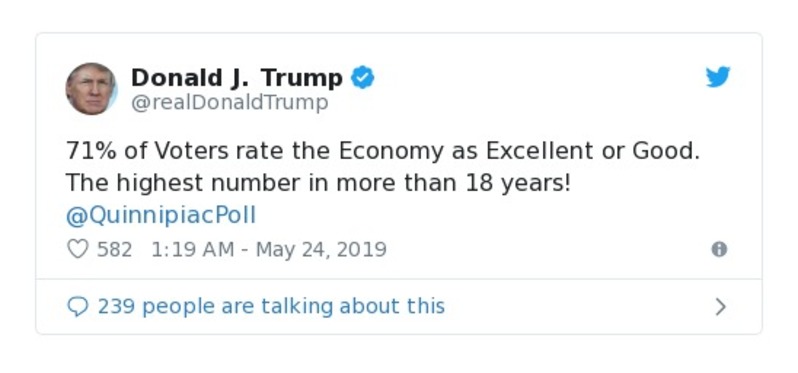 Donald J. Trump
@realDonaldTrump
71% of Voters rate the Economy as Excellent or Good.
The highest number in more than 18 years!
@QuinnipiacPoll
582 1:19 AM - May 24, 2019
239 people are talking about this